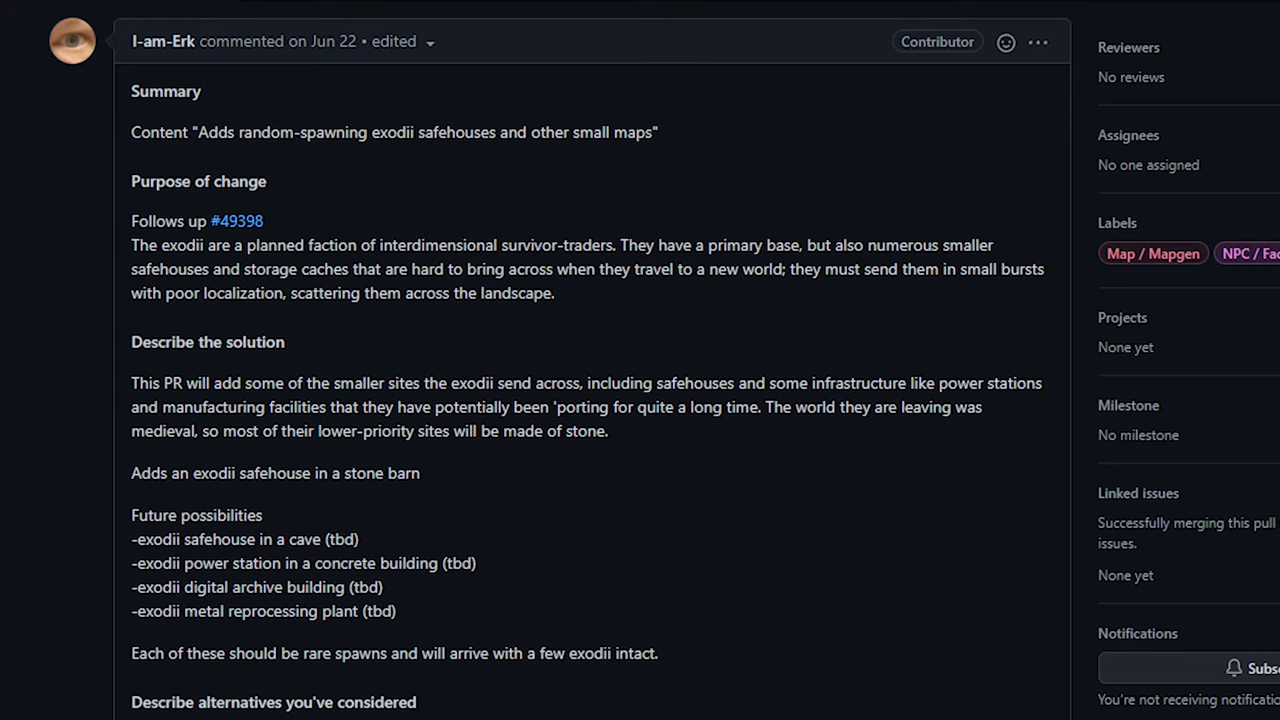 I-am-Erk commented on Jun 22 • edited
Contributor
Summary
Content "Adds random-spawning exodii safehouses and other small maps"
Purpose of change
Follows up #49398
The exodii are a planned faction of interdimensional survivor-traders. They have a primary base, but also numerous smaller
safehouses and storage caches that are hard to bring across when they travel to a new world; they must send them in small bursts
with poor localization, scattering them across the landscape.
Describe the solution
This PR will add some of the smaller sites the exodii send across, including safehouses and some infrastructure like power stations
and manufacturing facilities that they have potentially been 'porting for quite a long time. The world they are leaving was
medieval, so most of their lower-priority sites will be made of stone.
Adds an exodii safehouse in a stone barn
Future possibilities
-exodii safehouse in a cave (tbd)
-exodii power station in a concrete building (tbd)
-exodii digital archive building (tbd)
-exodii metal reprocessing plant (tbd)
Each of these should be rare spawns and will arrive with a few exodii intact.
Describe alternatives you've considered
Reviewers
No reviews
Assignees
No one assigned
Labels
Map / Mapgen
NPC / Fac
Projects
None yet
Milestone
No milestone
Linked issues
Successfully merging this pull
issues.
None yet
Notifications
Subs
You're not receiving notificatio